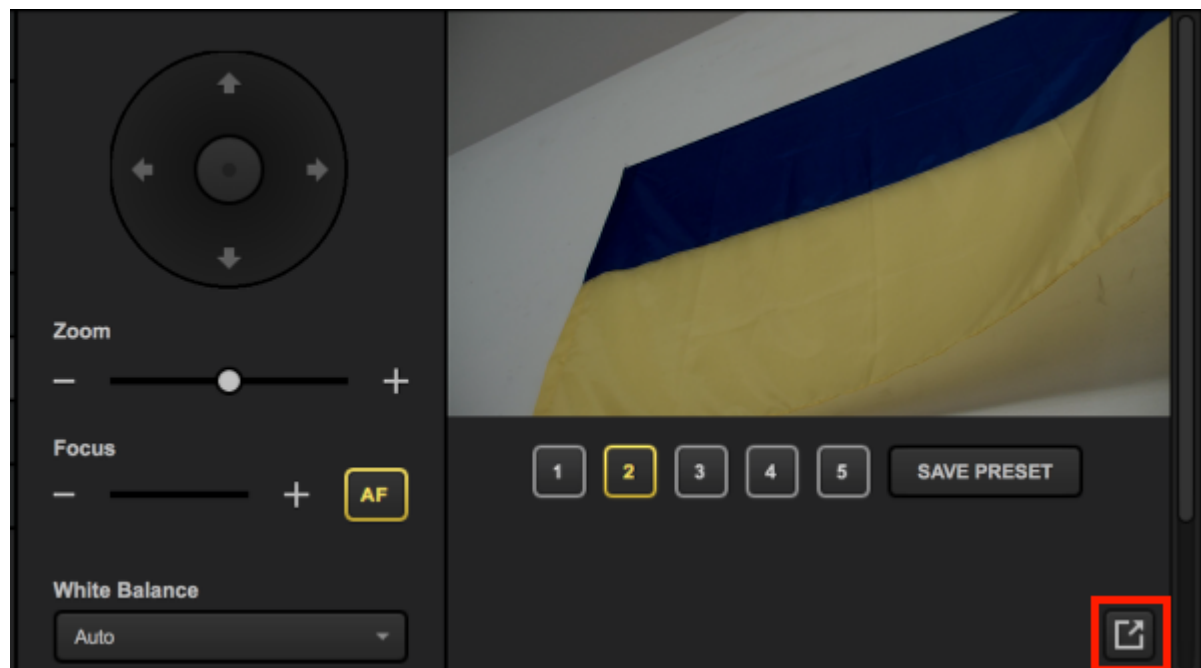 Zoom
− +
Focus
− + AF
White Balance
Auto
1 2 3 4 5 SAVE PRESET